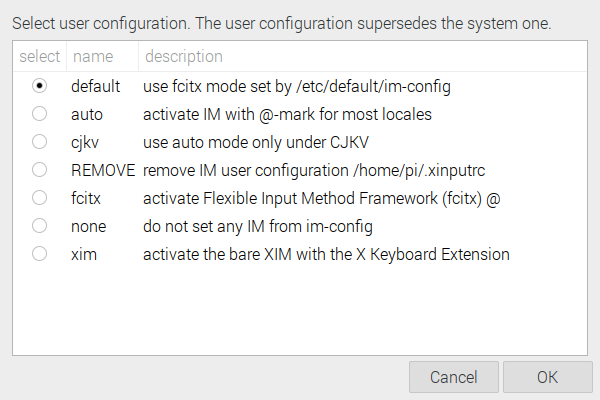 Select user configuration. The user configuration supersedes the system one.
select name description
default use fcitx mode set by /etc/default/im-config
auto activate IM with @-mark for most locales
cjkv use auto mode only under CJKV
REMOVE remove IM user configuration /home/pi/.xinputrc
fcitx activate Flexible Input Method Framework (fcitx) @
none do not set any IM from im-config
xim activate the bare XIM with the X Keyboard Extension
Cancel OK